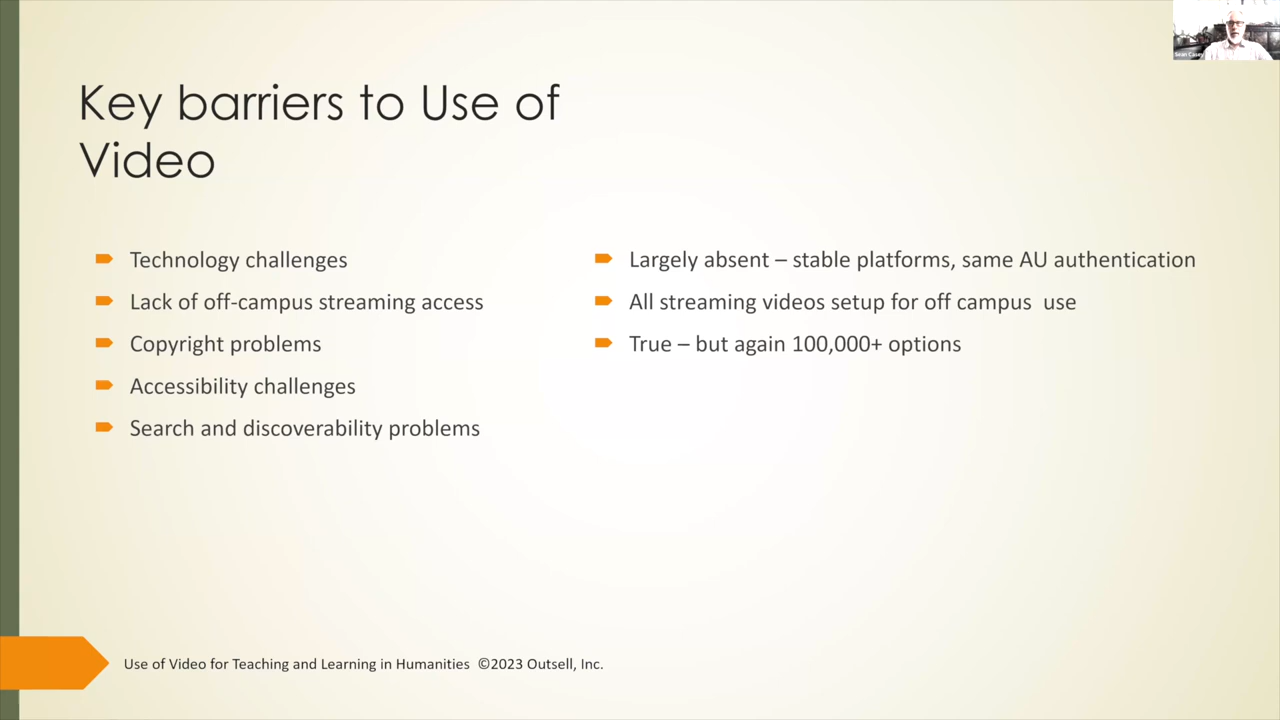 Sean Casey
Key barriers to Use of
Video
Technology challenges
Lack of off-campus streaming access
Copyright problems
Accessibility challenges
Search and discoverability problems
Largely absent – stable platforms, same AU authentication
All streaming videos setup for off campus  use
True – but again 100,000+ options
Use of Video for Teaching and Learning in Humanities  ©2023 Outsell, Inc.